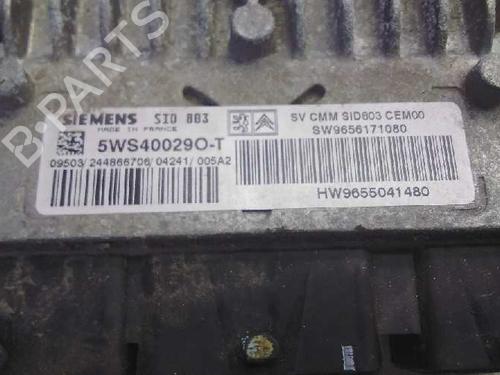 B-PARTS
SIEMENS SID 803
MADE IN FRANCE
5WS40029O-T
09503/244866706/04241/005A2
SV CMM SID803 CEM00
SW9656171080
HW9655041480